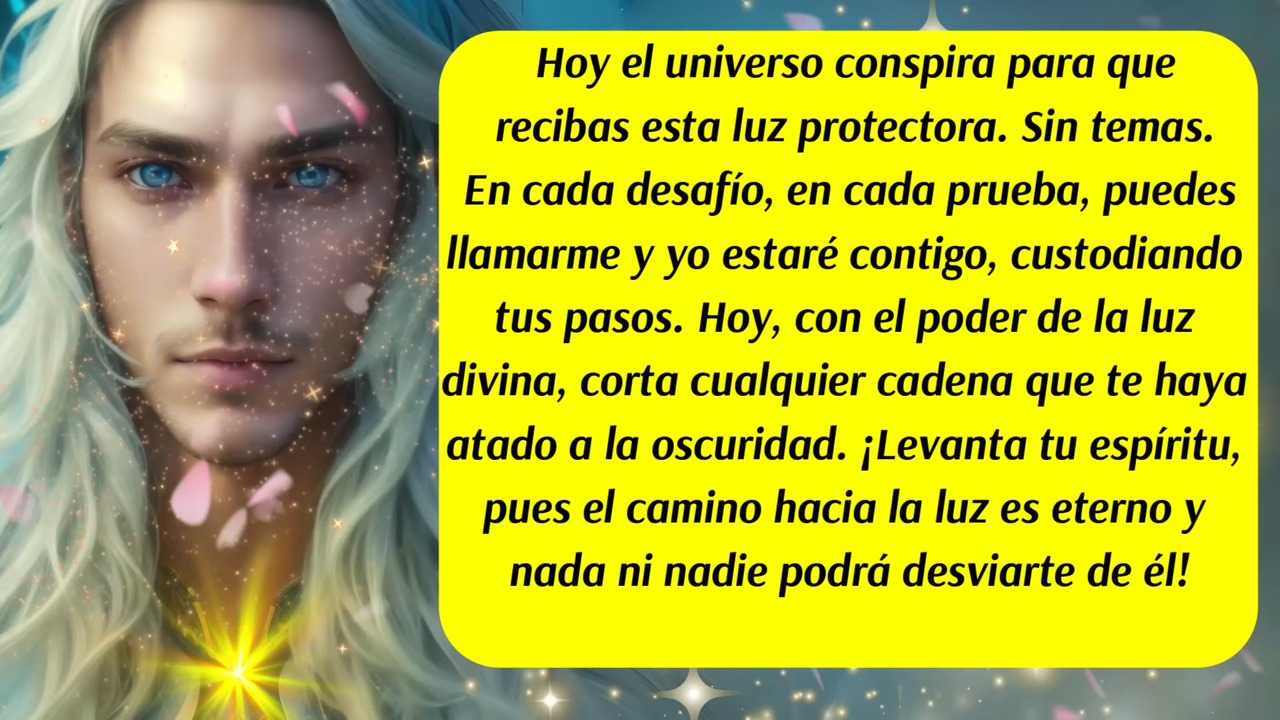 Hoy el universo conspira para que
recibas esta luz protectora. Sin temas.
En cada desafío, en cada prueba, puedes
llamarme y yo estaré contigo, custodiando
tus pasos. Hoy, con el poder de la luz
divina, corta cualquier cadena que te haya
atado a la oscuridad. ¡Levanta tu espíritu,
pues el camino hacia la luz es eterno y
nada ni nadie podrá desviarte de él!